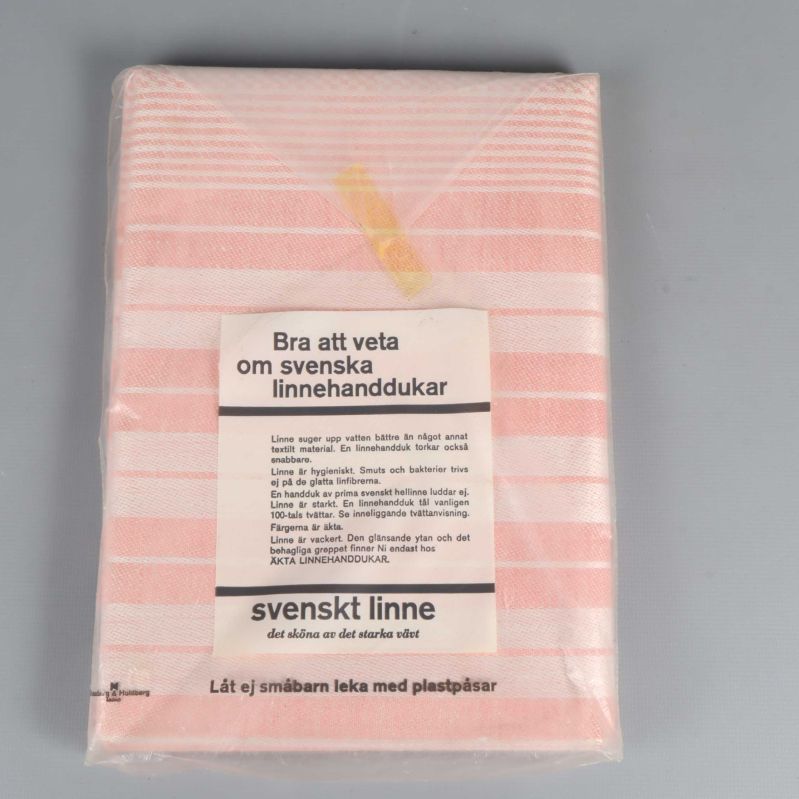 Bra att veta
om svenska
linnehanddukar
Linne suger upp vatten bättre än något annat
textilt material. En linnehandduk torkar också
snabbare.
Linne är hygieniskt. Smuts och bakterier trivs
ej på de glatta linfibrerna.
En handduk av prima svenskt hellinne luddar ej.
Linne är starkt. En linnehandduk tål vanligen
100-tals tvättar. Se inneliggande tvättanvisning.
Färgerna är äkta.
Linne är vackert. Den glänsande ytan och det
behagliga greppet finner Ni endast hos
ÄKTA LINNEHANDDUKAR.
svenskt linne
det sköna av det starka vävt
& Holdberg
Låt ej småbarn leka med plastpåsar